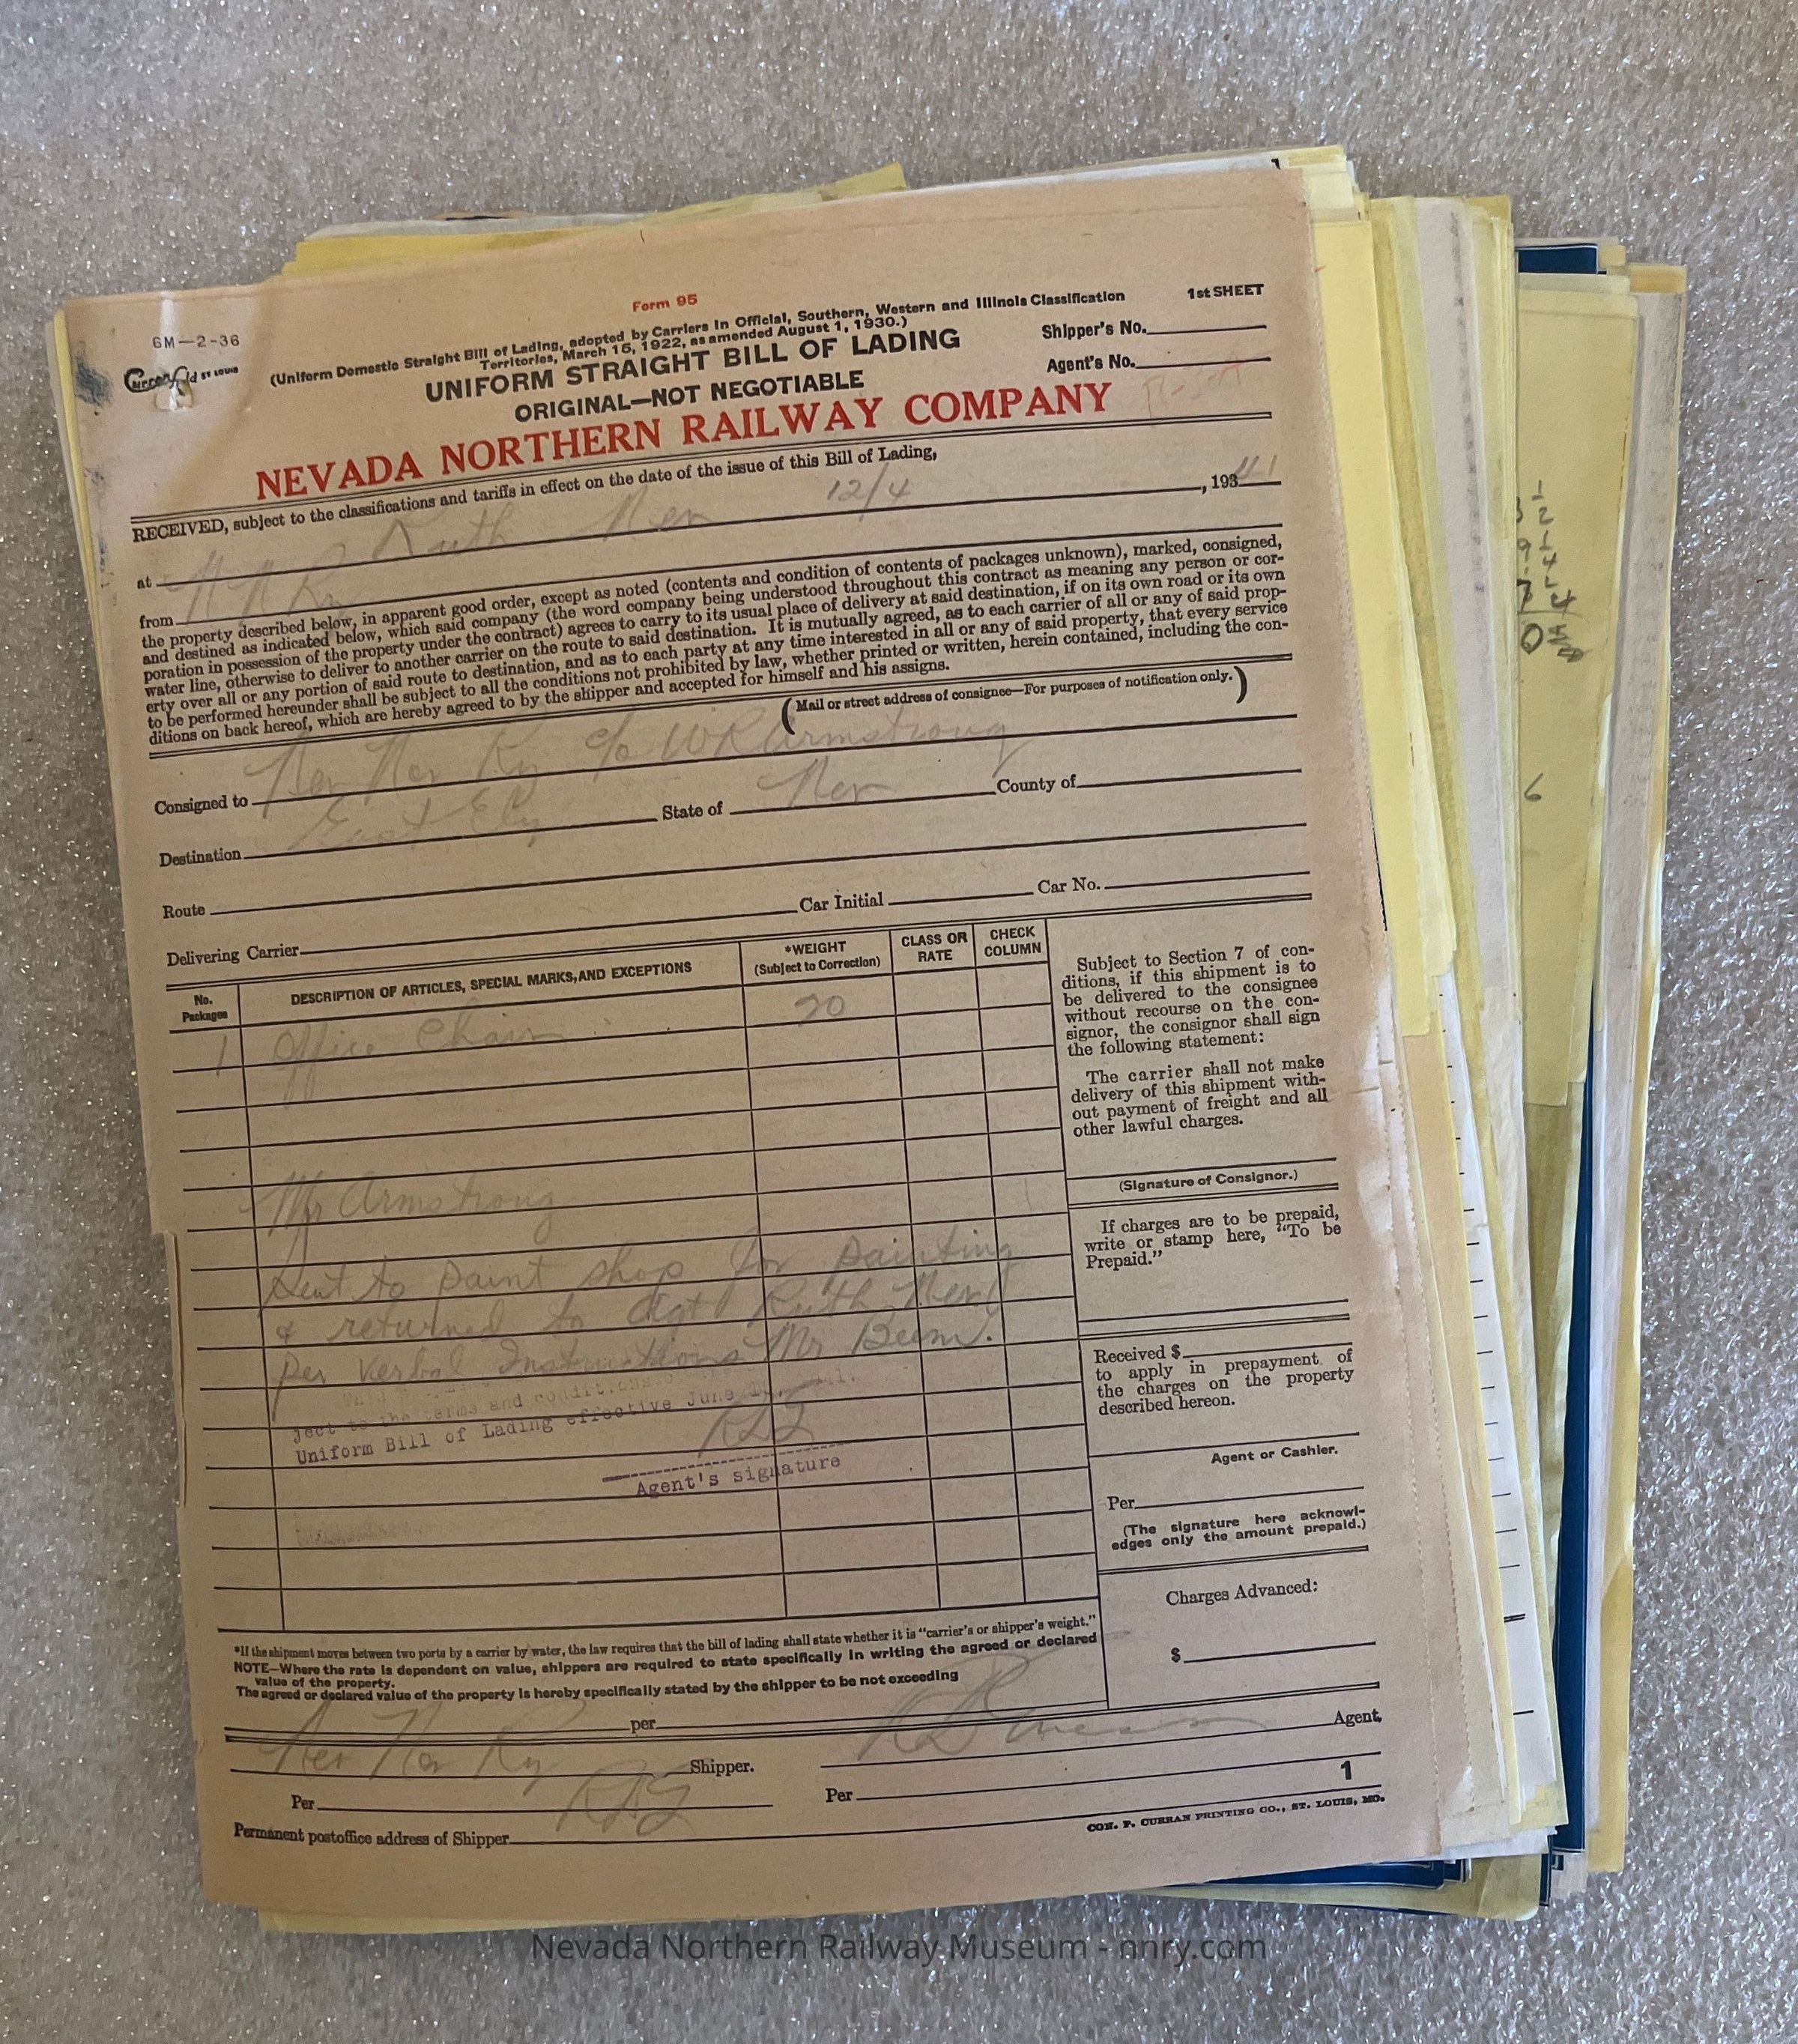 Form 95
6M-2-36
(Uniform Domestic Straight Bill of Lading, adopted by Carriers in Official, Southern, Western and Illinois Classification
Territories, March 15, 1922, as amended August 1, 1930.)
1st SHEET
UNIFORM STRAIGHT BILL OF LADING
Shipper's No.
ORIGINAL—NOT NEGOTIABLE
Agent's No.
NEVADA NORTHERN RAILWAY COMPANY
RECEIVED, subject to the classifications and tariffs in effect on the date of the issue of this Bill of Lading,
at Ruth Nev 12/4, 19341
from N N Ry
the property described below, in apparent good order, except as noted (contents and condition of contents of packages unknown), marked, consigned,
and destined as indicated below, which said company (the word company being understood throughout this contract as meaning any person or cor-
poration in possession of the property under the contract) agrees to carry to its usual place of delivery at said destination, if on its own road or its own
water line, otherwise to deliver to another carrier on the route to said destination. It is mutually agreed, as to each carrier of all or any of said prop-
erty over all or any portion of said route to destination, and as to each party at any time interested in all or any of said property, that every service
to be performed hereunder shall be subject to all the conditions not prohibited by law, whether printed or written, herein contained, including the con-
ditions on back hereof, which are hereby agreed to by the shipper and accepted for himself and his assigns.
(Mail or street address of consignee—For purposes of notification only.)
Consigned to Nev Nor Ry c/o W R Armstrong
Destination East Ely State of Nev County of
Route
Delivering Carrier Car Initial Car No.
No. Packages DESCRIPTION OF ARTICLES, SPECIAL MARKS, AND EXCEPTIONS *WEIGHT (Subject to Correction) CLASS OR RATE CHECK COLUMN
1 Office Chair 20
Mr Armstrong
Sent to paint shop for painting
& returned to agt Ruth Nev
per Verbal Instructions Mr Beem.
ject to the terms and conditions
Uniform Bill of Lading effective June
Agent's signature
Subject to Section 7 of con-
ditions, if this shipment is to
be delivered to the consignee
without recourse on the con-
signor, the consignor shall sign
the following statement:
The carrier shall not make
delivery of this shipment with-
out payment of freight and all
other lawful charges.
(Signature of Consignor.)
If charges are to be prepaid,
write or stamp here, "To be
Prepaid."
Received $
to apply in prepayment of
the charges on the property
described hereon.
Agent or Cashier.
Per
(The signature here acknowl-
edges only the amount prepaid.)
Charges Advanced:
$
*If the shipment moves between two ports by a carrier by water, the law requires that the bill of lading shall state whether it is "carrier's or shipper's weight."
NOTE—Where the rate is dependent on value, shippers are required to state specifically in writing the agreed or declared
value of the property.
The agreed or declared value of the property is hereby specifically stated by the shipper to be not exceeding
per
Nev Nor Ry Shipper. Agent,
Per Per 1
Permanent postoffice address of Shipper
CON. P. CURRAN PRINTING CO., ST. LOUIS, MO.
Nevada Northern Railway Museum - nnry.com